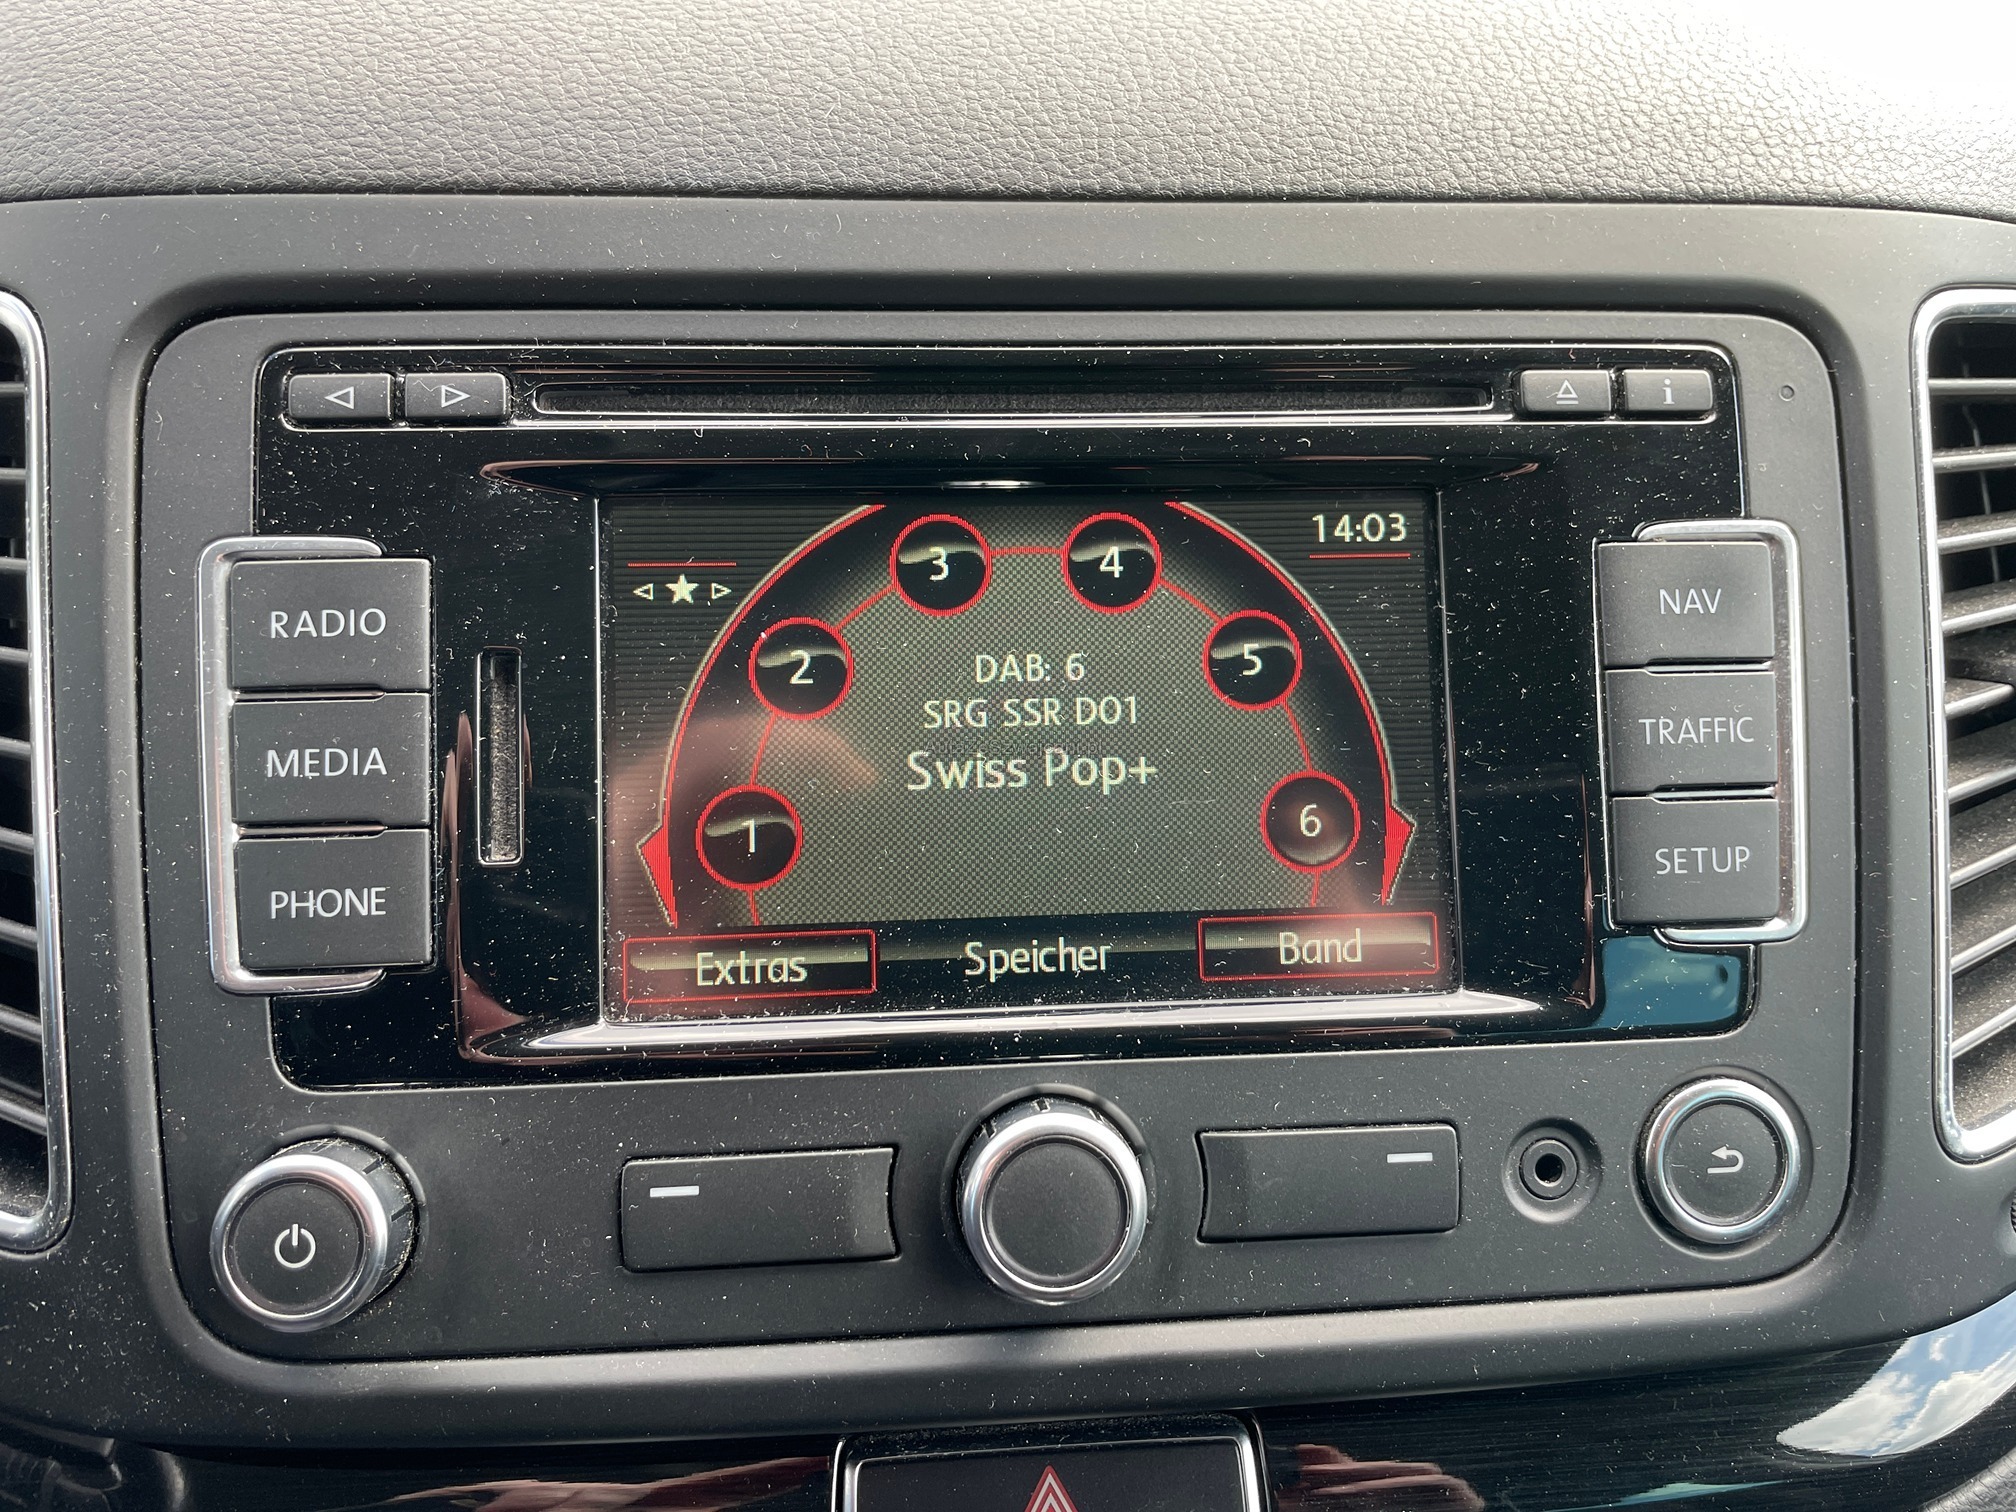 i
14:03
3
4
2
5
1
6
DAB: 6
SRG SSR D01
Swiss Pop+
Extras
Speicher
Band
RADIO
MEDIA
PHONE
NAV
TRAFFIC
SETUP